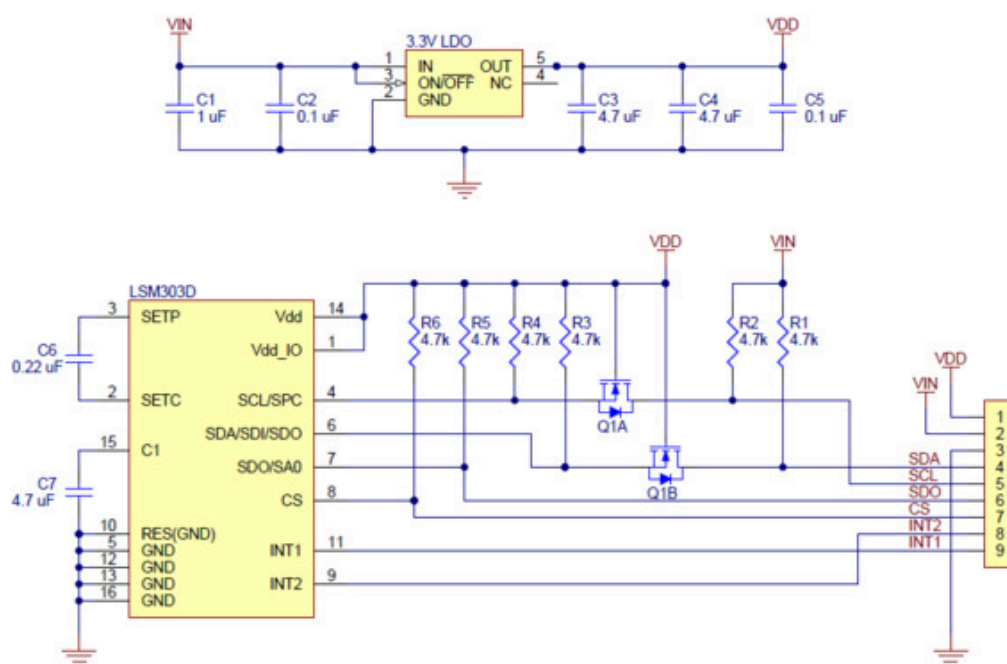 VIN
VDD
3.3V LDO
1 IN OUT 5
3 ON/OFF NC 4
2 GND
C1
1 uF
C2
0.1 uF
C3
4.7 uF
C4
4.7 uF
C5
0.1 uF
VDD
VIN
LSM303D
3 SETP Vdd 14
Vdd_IO 1
2 SETC SCL/SPC 4
SDA/SDI/SDO 6
15 C1 SDO/SA0 7
CS 8
10 RES(GND)
5 GND INT1 11
12 GND
13 GND INT2 9
16 GND
C6
0.22 uF
C7
4.7 uF
R6
4.7k
R5
4.7k
R4
4.7k
R3
4.7k
R2
4.7k
R1
4.7k
Q1A
Q1B
VDD
VIN
SDA
SCL
SDO
CS
INT2
INT1
1
2
3
4
5
6
7
8
9